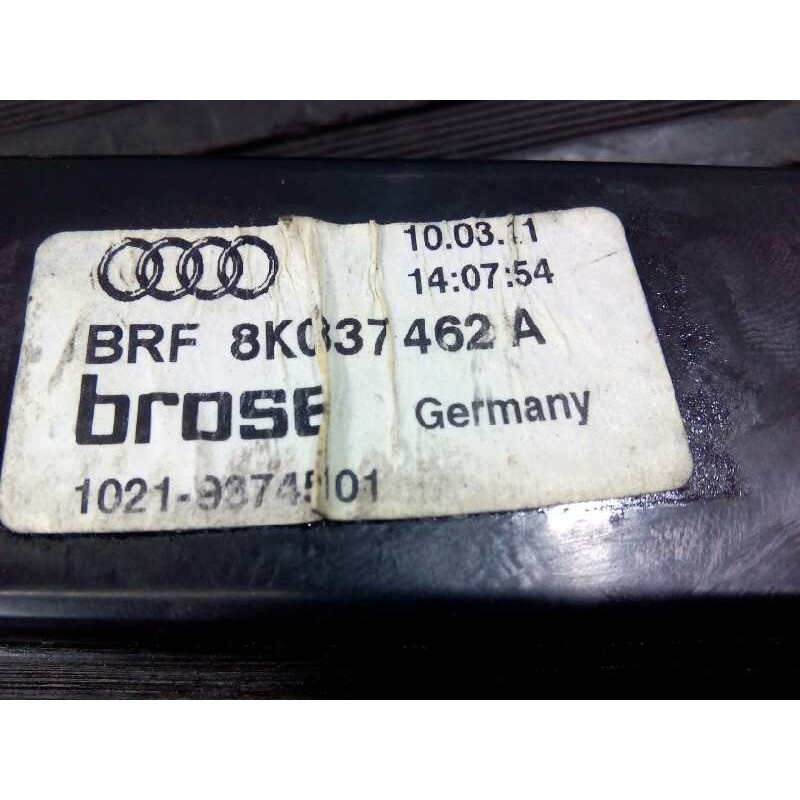 10.03.11
14:07:54
BRF 8K0837462 A
brose Germany
1021-98745101